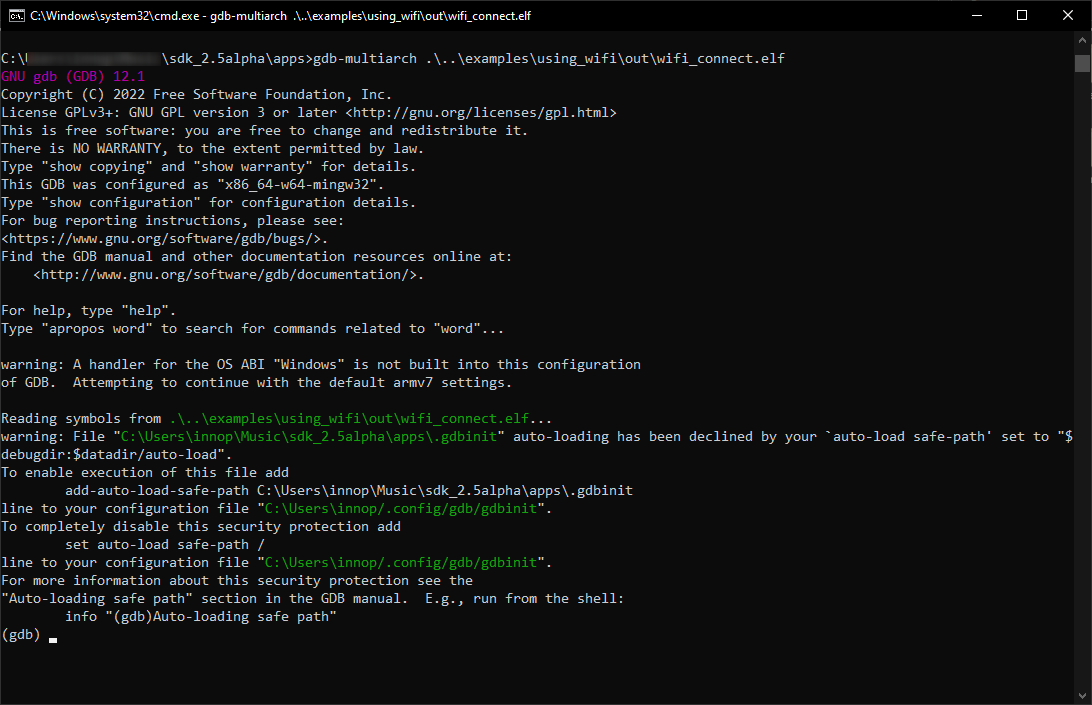 C:\Windows\system32\cmd.exe - gdb-multiarch .\..\examples\using_wifi\out\wifi_connect.elf
C:\ \sdk_2.5alpha\apps>gdb-multiarch .\..\examples\using_wifi\out\wifi_connect.elf
GNU gdb (GDB) 12.1
Copyright (C) 2022 Free Software Foundation, Inc.
License GPLv3+: GNU GPL version 3 or later <http://gnu.org/licenses/gpl.html>
This is free software: you are free to change and redistribute it.
There is NO WARRANTY, to the extent permitted by law.
Type "show copying" and "show warranty" for details.
This GDB was configured as "x86_64-w64-mingw32".
Type "show configuration" for configuration details.
For bug reporting instructions, please see:
<https://www.gnu.org/software/gdb/bugs/>.
Find the GDB manual and other documentation resources online at:
    <http://www.gnu.org/software/gdb/documentation/>.
For help, type "help".
Type "apropos word" to search for commands related to "word"...
warning: A handler for the OS ABI "Windows" is not built into this configuration
of GDB.  Attempting to continue with the default armv7 settings.
Reading symbols from .\..\examples\using_wifi\out\wifi_connect.elf...
warning: File "C:\Users\innop\Music\sdk_2.5alpha\apps\.gdbinit" auto-loading has been declined by your `auto-load safe-path' set to "$
debugdir:$datadir/auto-load".
To enable execution of this file add
        add-auto-load-safe-path C:\Users\innop\Music\sdk_2.5alpha\apps\.gdbinit
line to your configuration file "C:\Users\innop/.config/gdb/gdbinit".
To completely disable this security protection add
        set auto-load safe-path /
line to your configuration file "C:\Users\innop/.config/gdb/gdbinit".
For more information about this security protection see the
"Auto-loading safe path" section in the GDB manual.  E.g., run from the shell:
        info "(gdb)Auto-loading safe path"
(gdb)